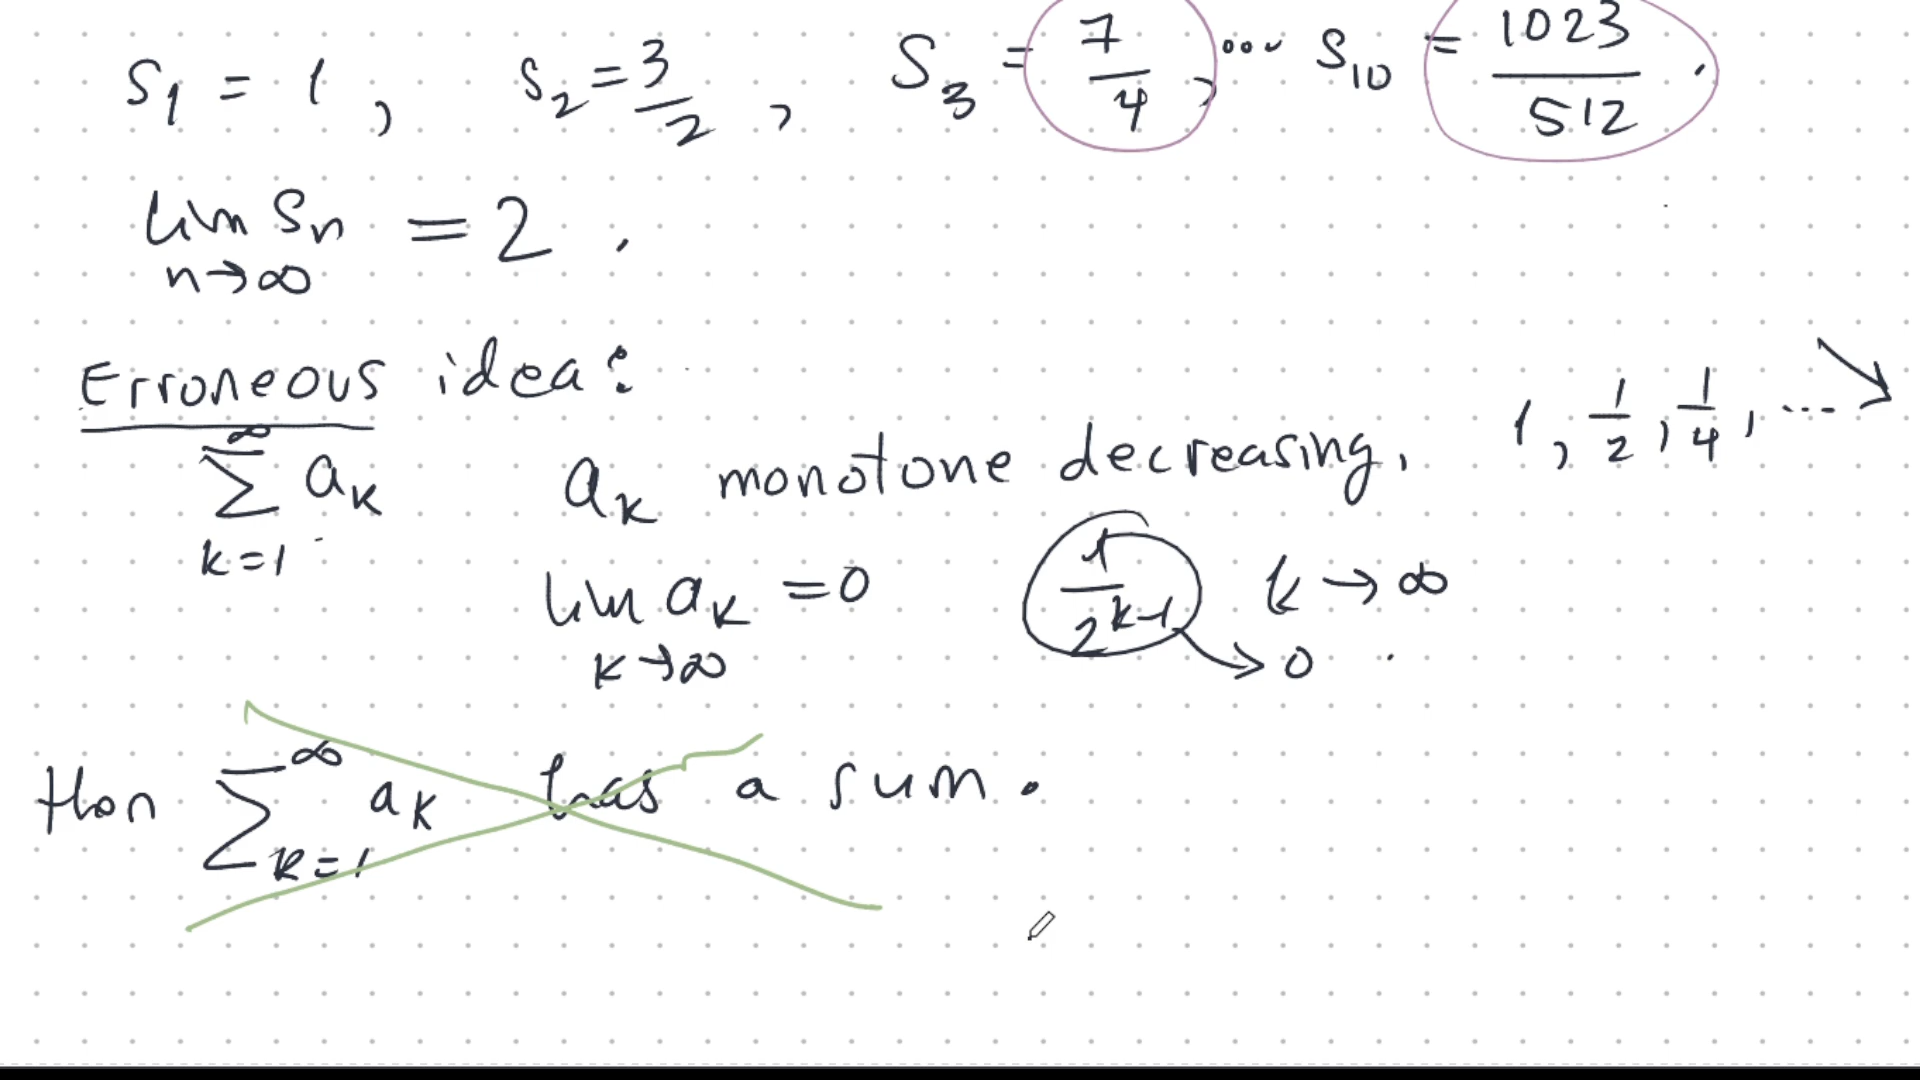 S₁ = 1 , S₂ = 3/2 , S₃ = 7/4 , ... S₁₀ = 1023/512 .
lim Sn = 2 .
n→∞
Erroneous idea:
1 , 1/2 , 1/4 , ...
∞
∑ aₖ aₖ monotone decreasing.
k=1
lim aₖ = 0 1/2^(k-1) k → ∞
k→∞ → 0 .
then ∑ aₖ has a sum .
∞
k=1